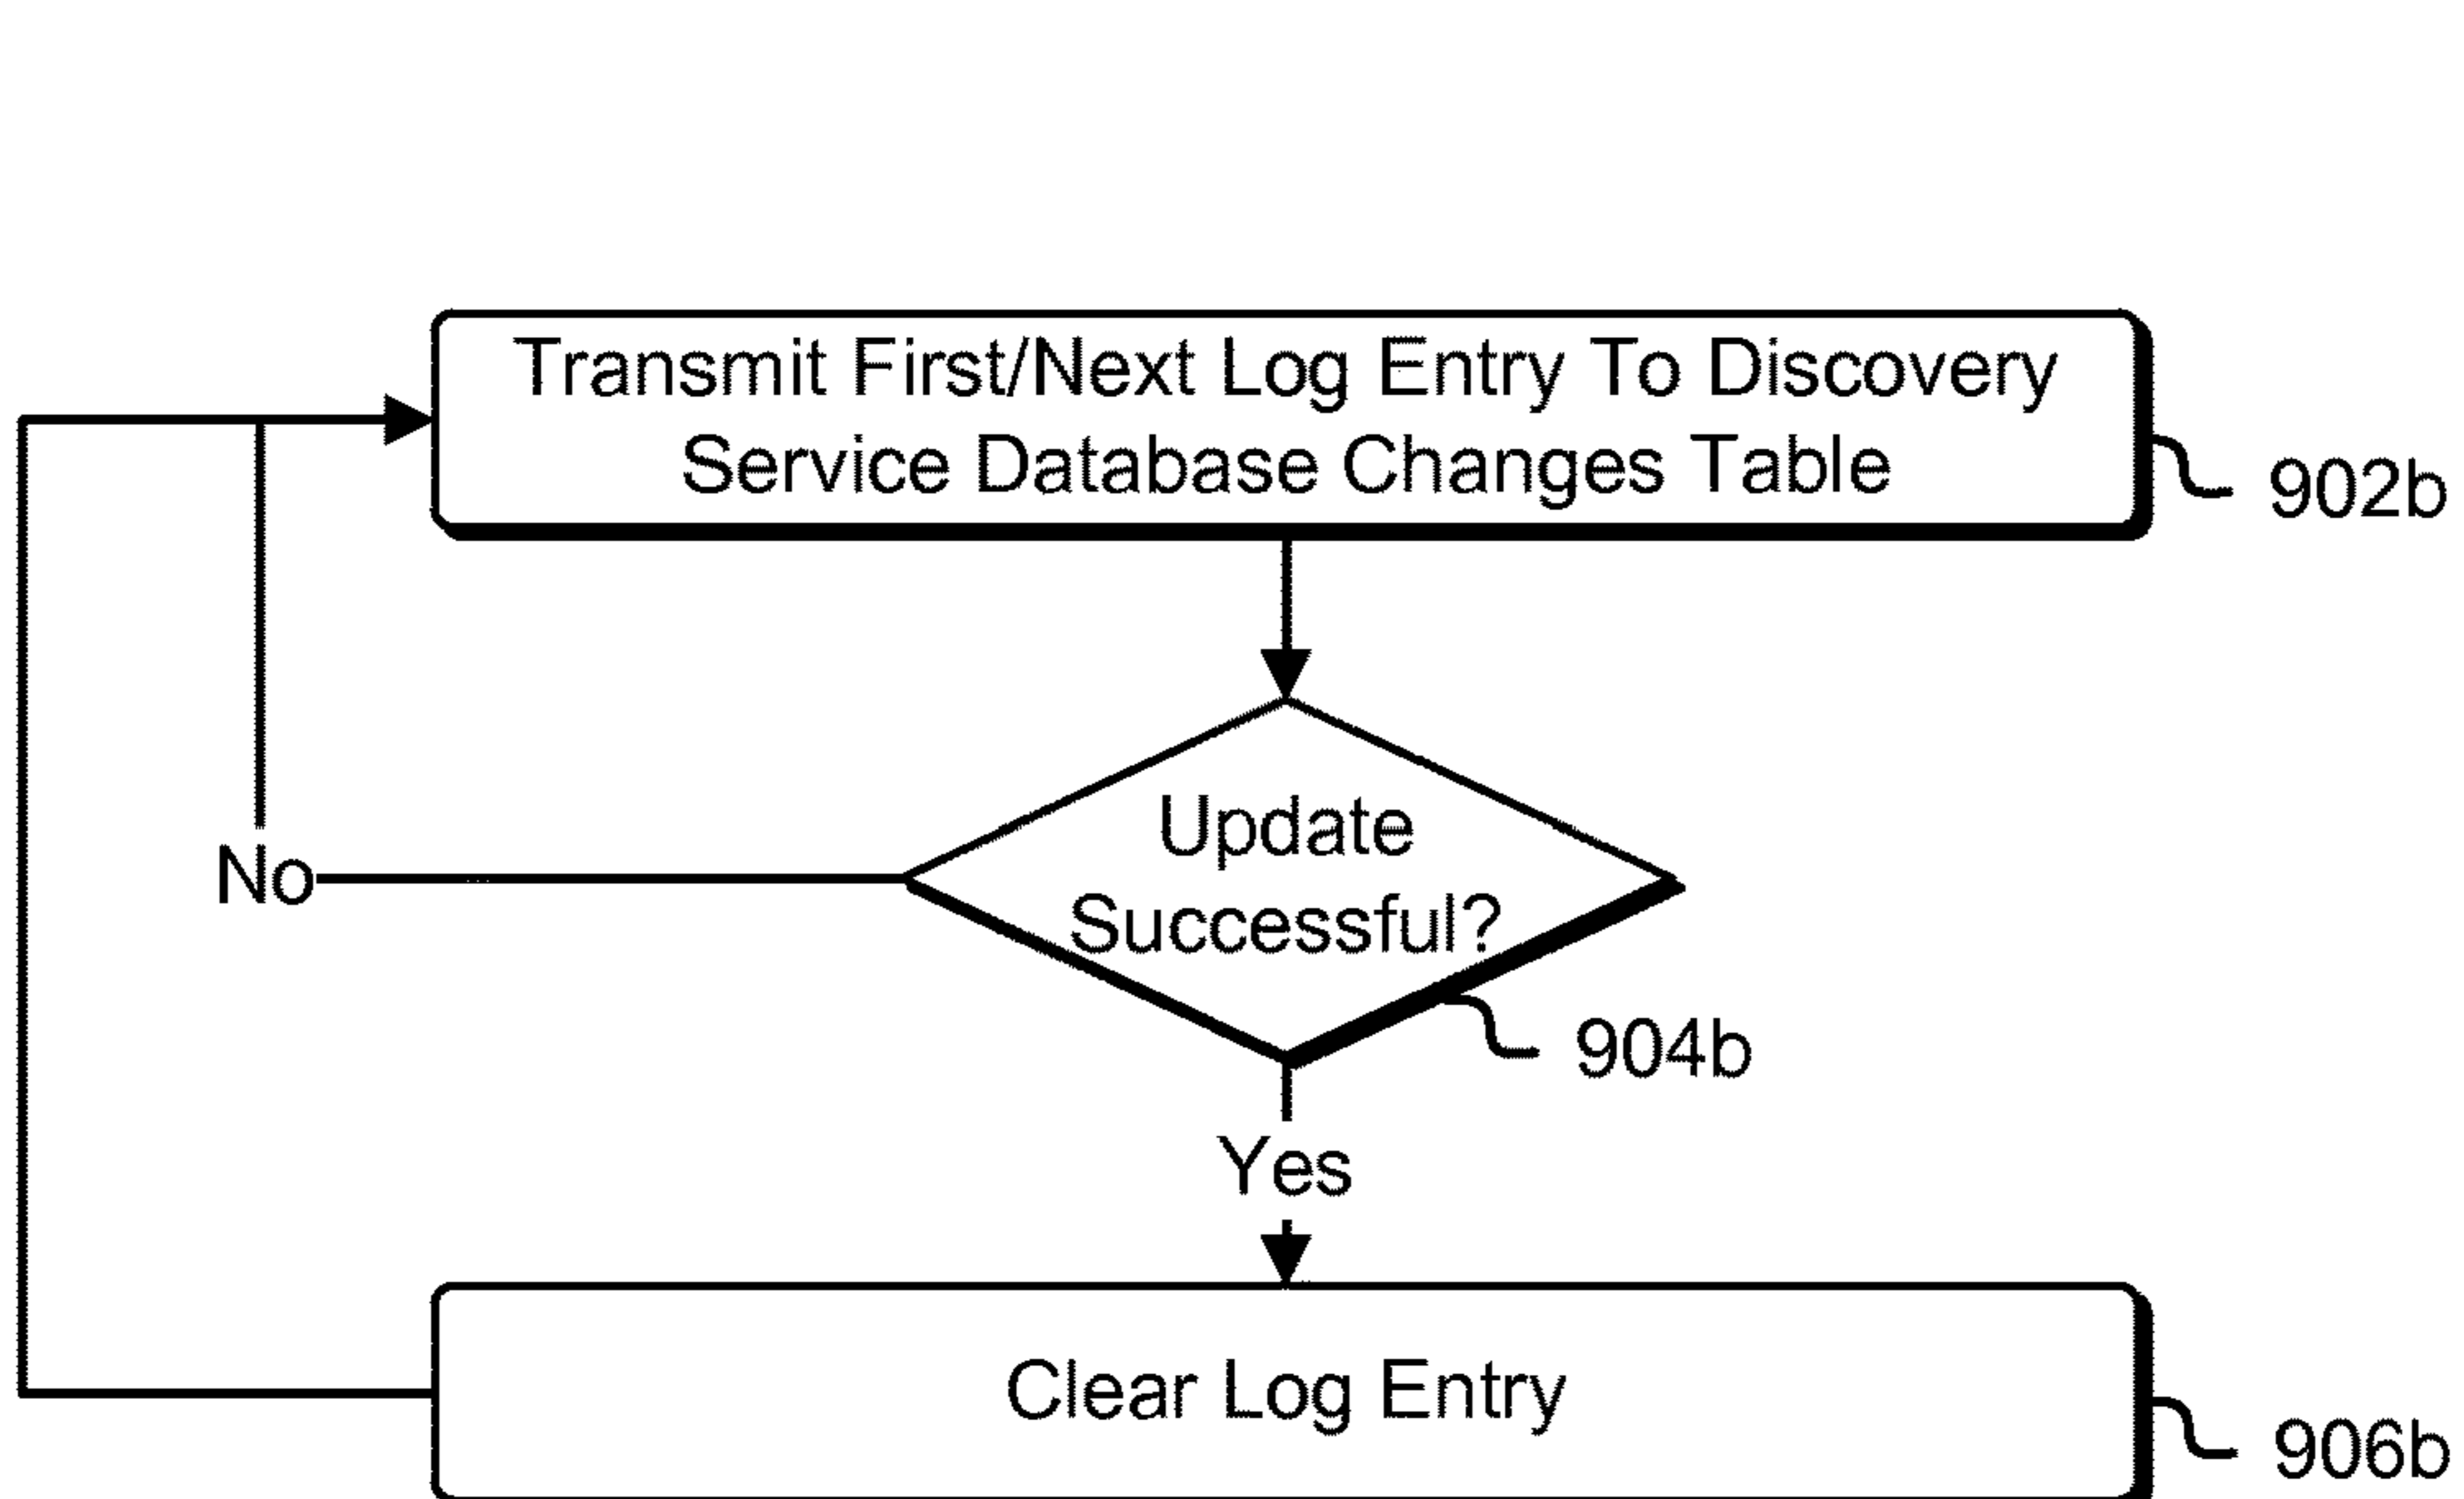 Transmit First/Next Log Entry To Discovery
Service Database Changes Table
902b
Update
Successful?
No
904b
Yes
Clear Log Entry
906b